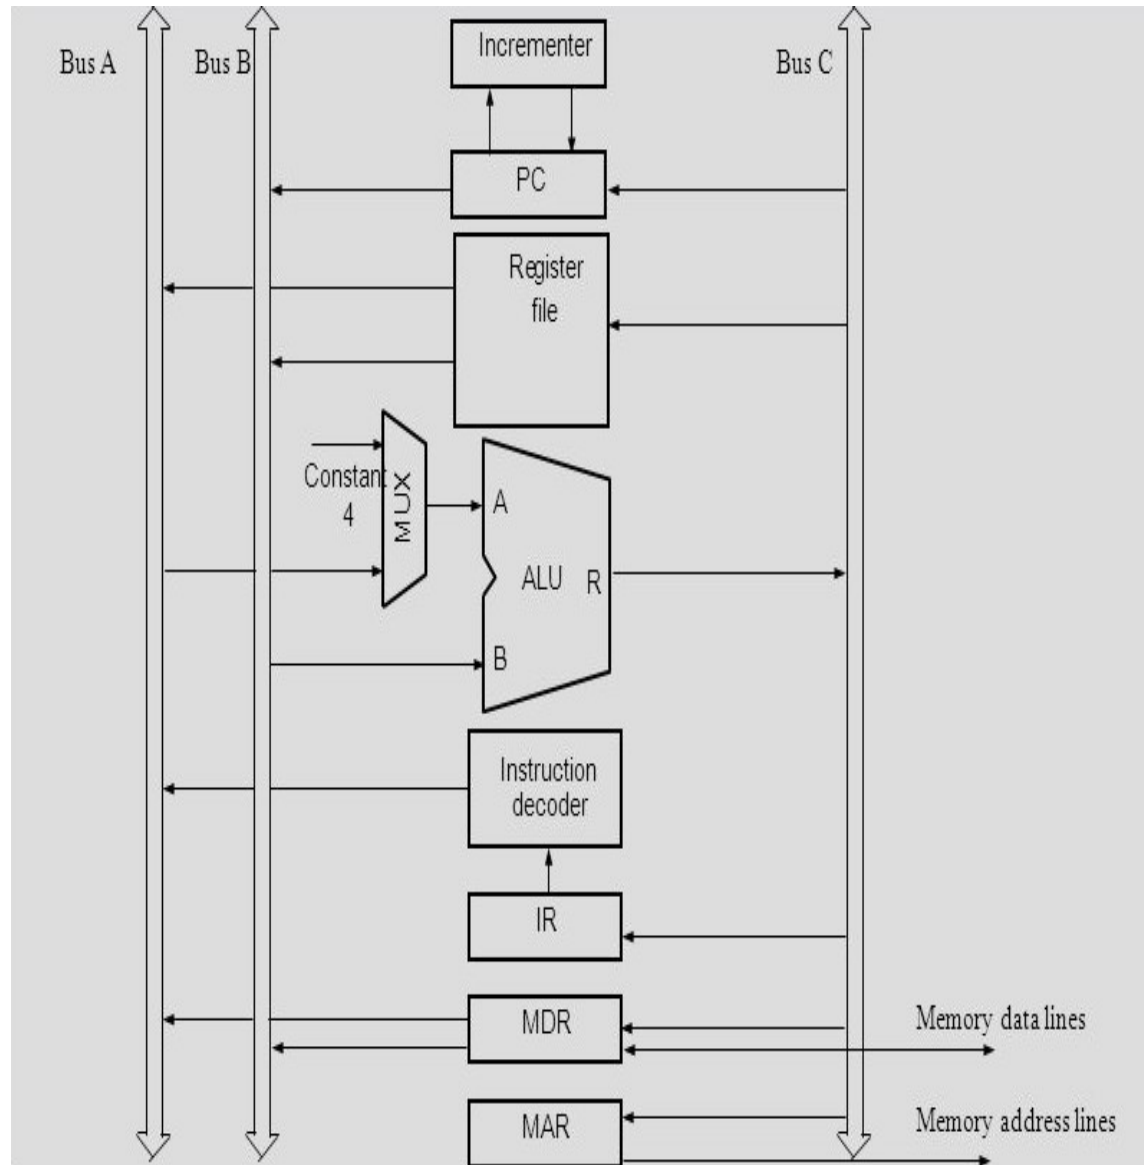 Incrementer
Bus A
Bus B
Bus C
PC
Register
file
Constant
4
MUX
A
ALU
R
B
Instruction
decoder
IR
MDR
Memory data lines
MAR
Memory address lines